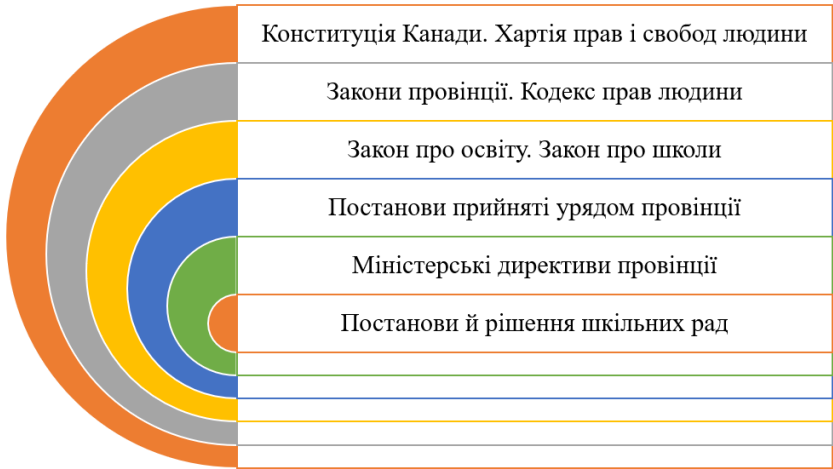 Конституція Канади. Хартія прав і свобод людини
Закони провінції. Кодекс прав людини
Закон про освіту. Закон про школи
Постанови прийняті урядом провінції
Міністерські директиви провінції
Постанови й рішення шкільних рад